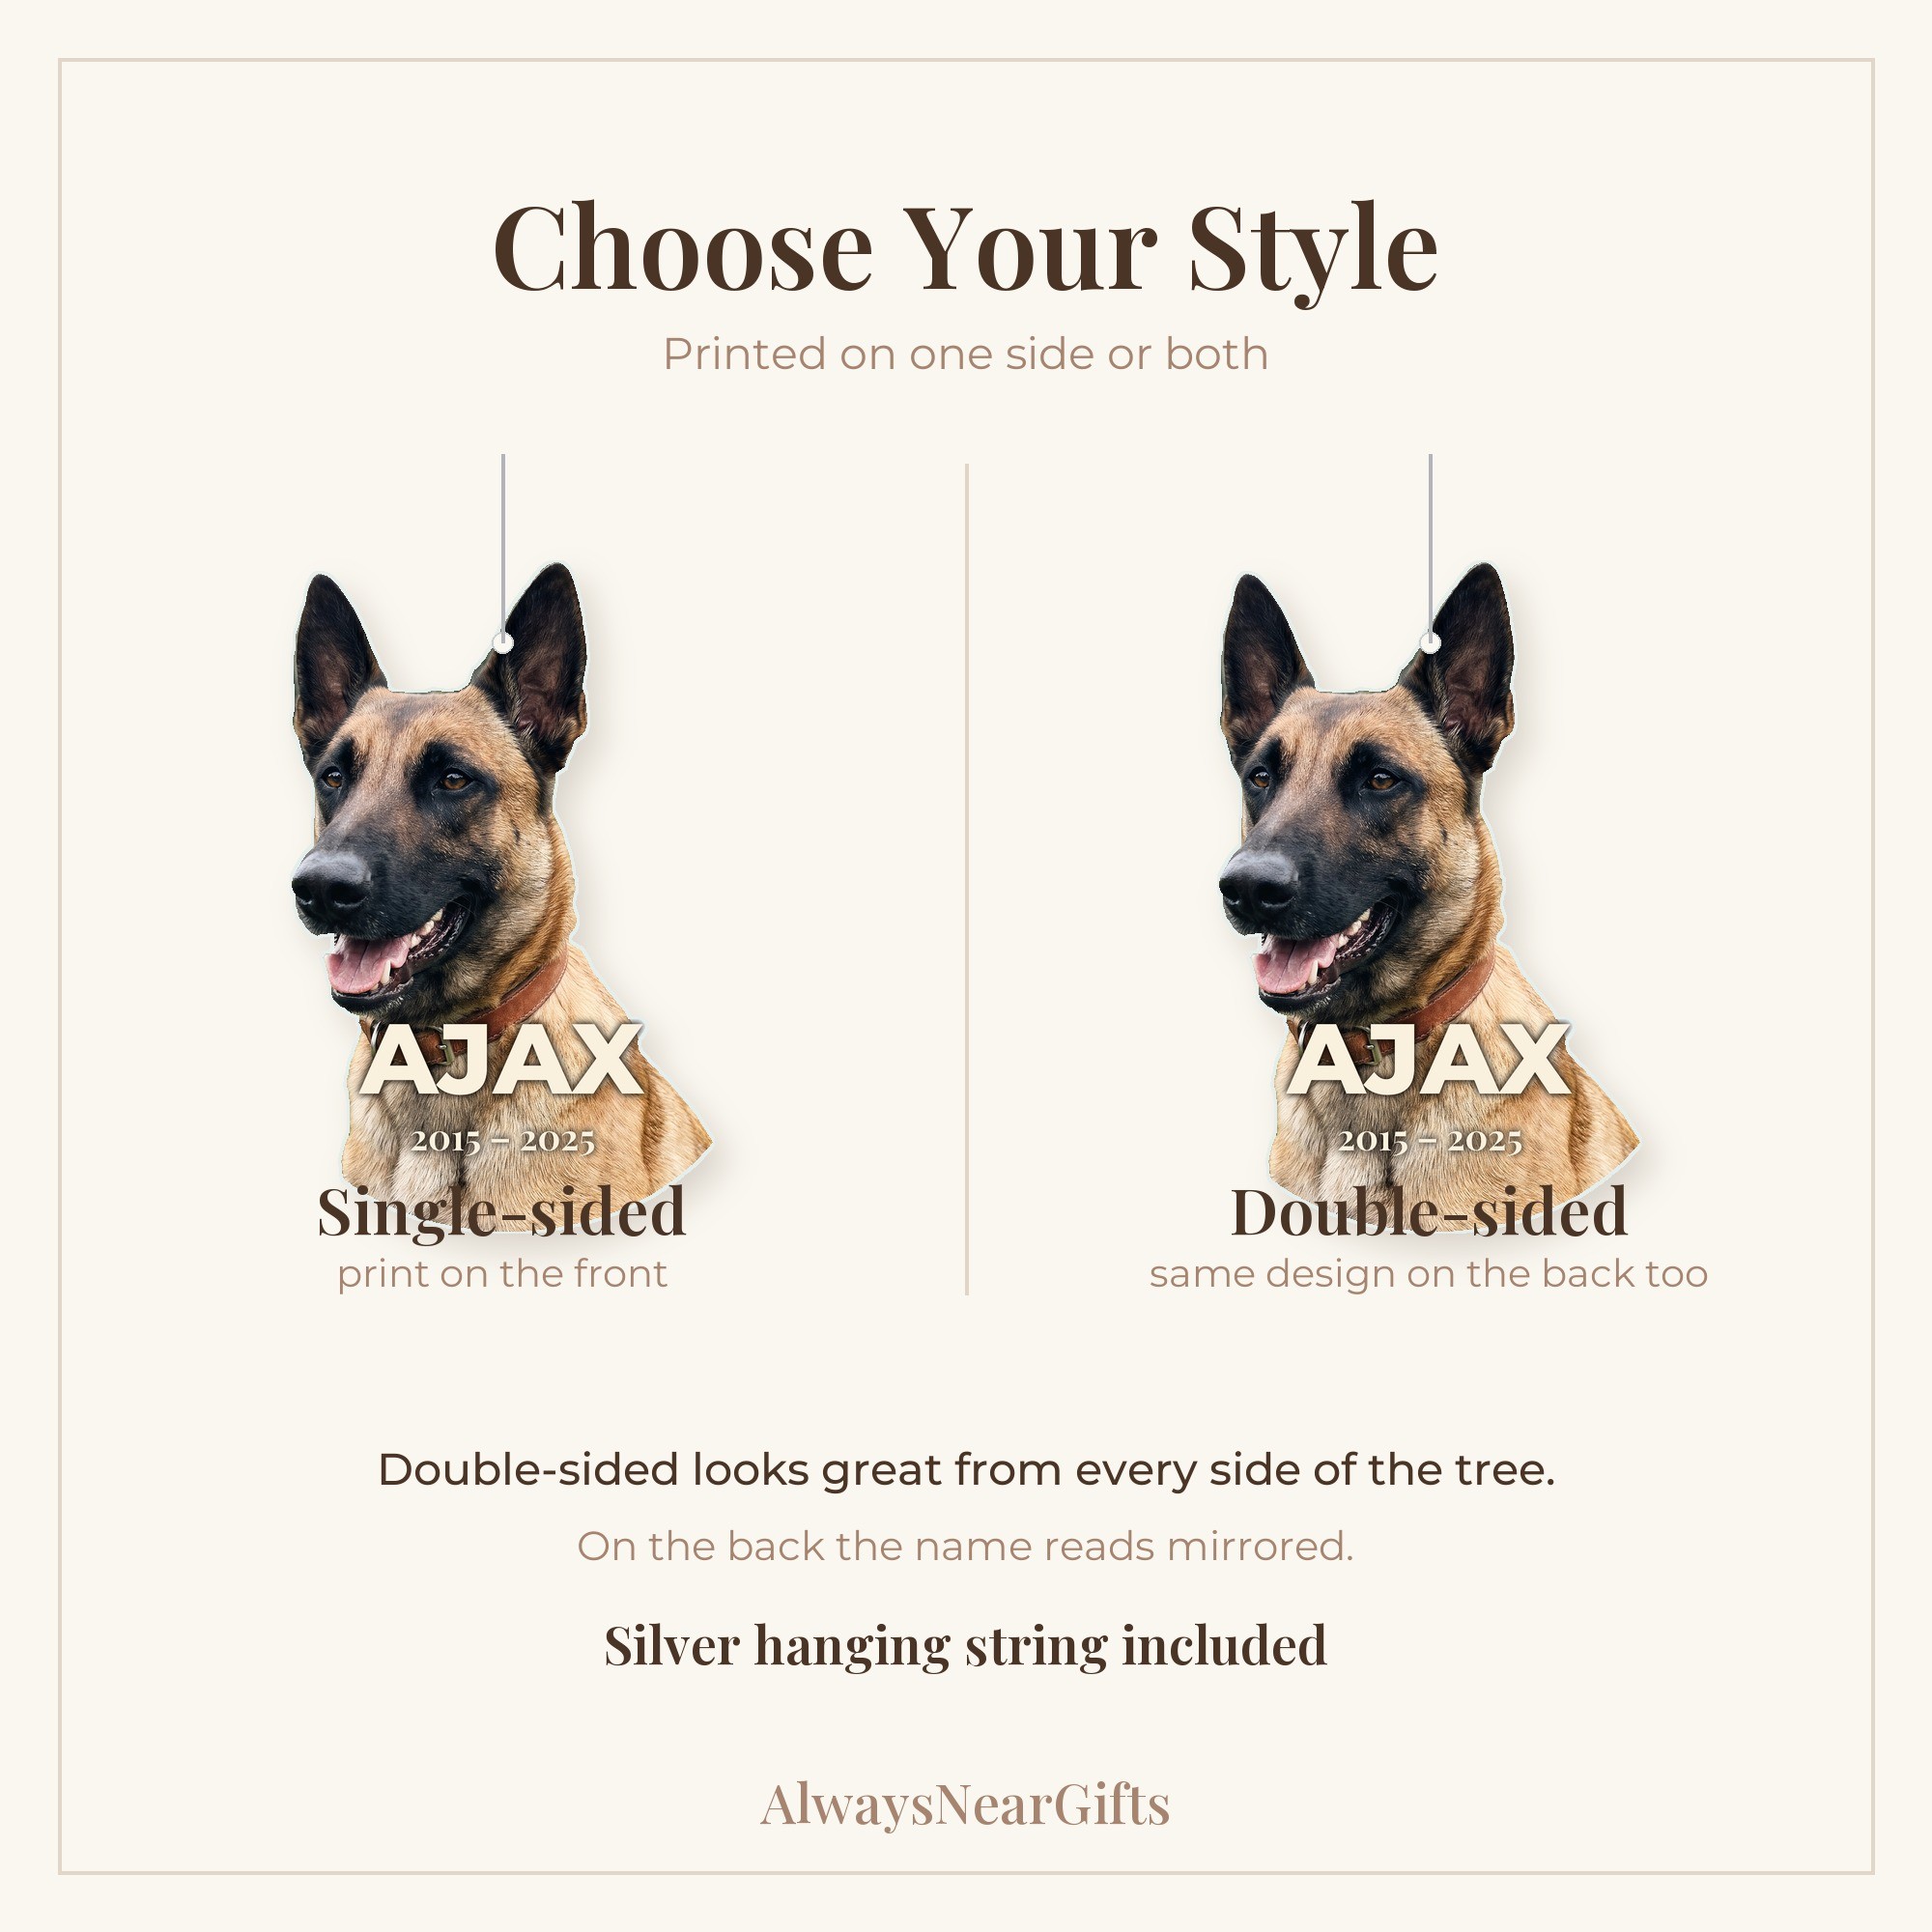 Choose Your Style
Printed on one side or both
AJAX
2015 – 2025
Single-sided
print on the front
AJAX
2015 – 2025
Double-sided
same design on the back too
Double-sided looks great from every side of the tree.
On the back the name reads mirrored.
Silver hanging string included
AlwaysNearGifts